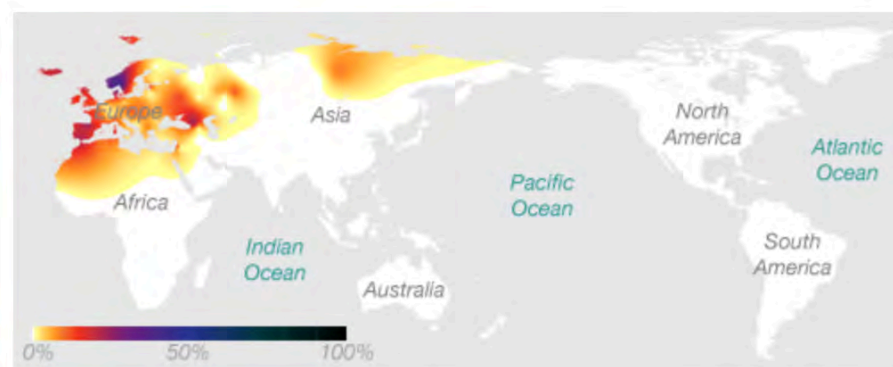 Europe
Asia
North
America
Atlantic
Ocean
Pacific
Ocean
Africa
Indian
Ocean
South
America
Australia
0% 50% 100%